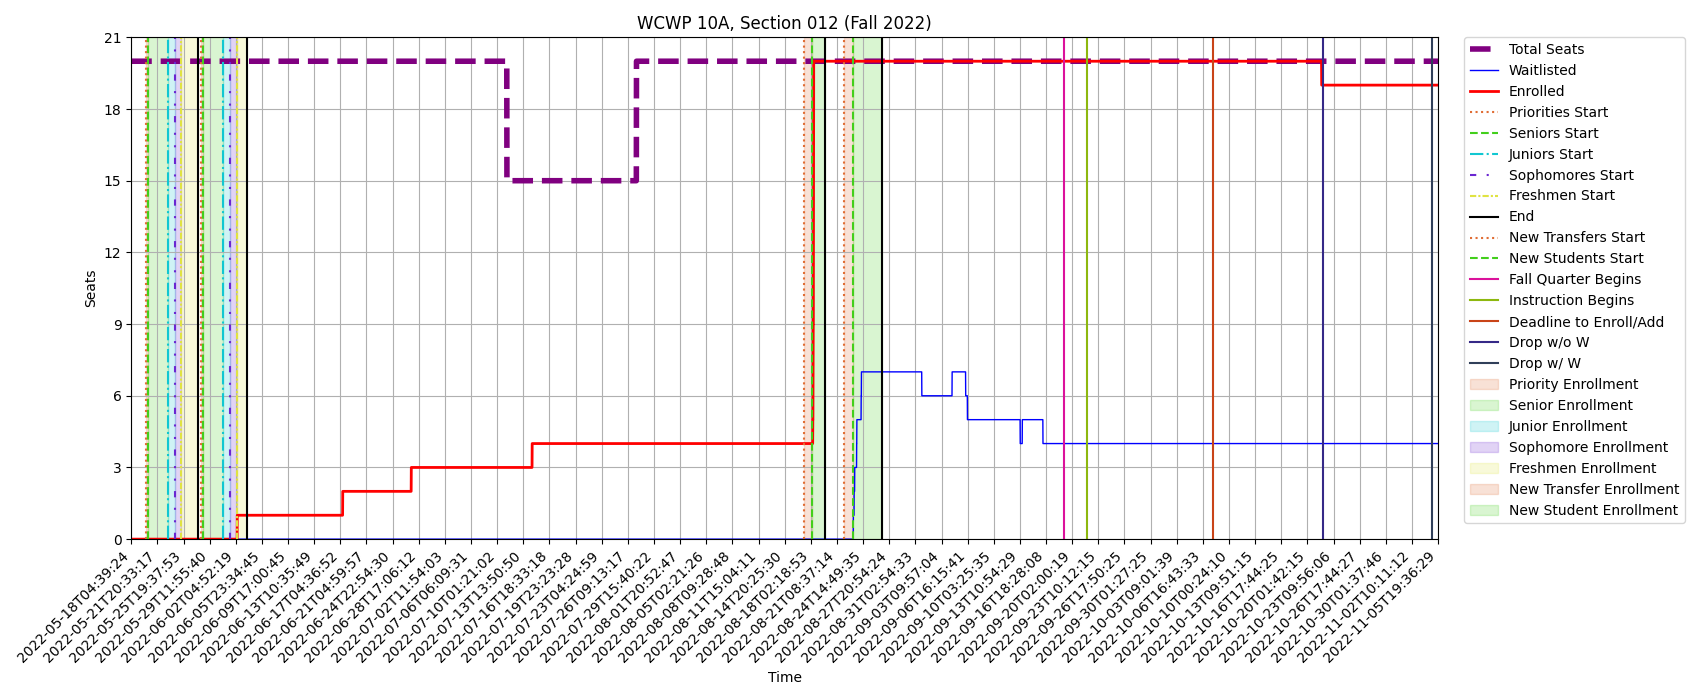 WCWP 10A, Section 012 (Fall 2022)
21
18
15
12
9
6
3
0
Seats
2022-05-18T04:39:24
2022-05-21T20:33:17
2022-05-25T19:37:53
2022-05-29T11:55:40
2022-06-02T04:52:19
2022-06-05T23:34:45
2022-06-09T17:00:45
2022-06-13T10:35:49
2022-06-17T04:36:52
2022-06-21T04:59:57
2022-06-24T22:54:30
2022-06-28T17:06:12
2022-07-02T11:54:03
2022-07-06T06:09:31
2022-07-10T01:21:02
2022-07-13T13:50:50
2022-07-16T18:33:18
2022-07-19T23:23:28
2022-07-23T04:24:59
2022-07-26T09:13:17
2022-07-29T15:40:22
2022-08-01T20:52:47
2022-08-05T02:21:26
2022-08-08T09:28:48
2022-08-11T15:04:11
2022-08-14T20:25:30
2022-08-18T02:18:53
2022-08-21T08:37:14
2022-08-24T14:49:35
2022-08-27T20:54:24
2022-08-31T02:54:33
2022-09-03T09:57:04
2022-09-06T16:15:41
2022-09-10T03:25:35
2022-09-13T10:54:29
2022-09-16T18:28:08
2022-09-20T02:00:19
2022-09-23T10:12:15
2022-09-26T17:50:25
2022-09-30T01:27:25
2022-10-03T09:01:39
2022-10-06T16:43:33
2022-10-10T00:24:10
2022-10-13T09:51:15
2022-10-16T17:44:25
2022-10-20T01:42:15
2022-10-23T09:56:06
2022-10-26T17:44:27
2022-10-30T01:37:46
2022-11-02T10:11:12
2022-11-05T19:36:29
Time
Total Seats
Waitlisted
Enrolled
Priorities Start
Seniors Start
Juniors Start
Sophomores Start
Freshmen Start
End
New Transfers Start
New Students Start
Fall Quarter Begins
Instruction Begins
Deadline to Enroll/Add
Drop w/o W
Drop w/ W
Priority Enrollment
Senior Enrollment
Junior Enrollment
Sophomore Enrollment
Freshmen Enrollment
New Transfer Enrollment
New Student Enrollment